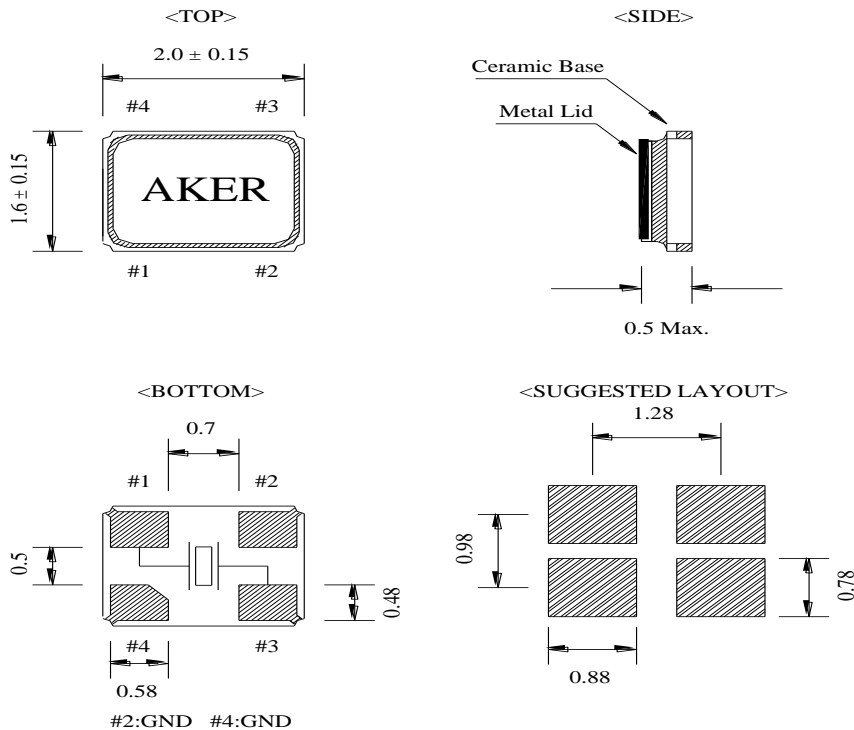 <TOP>
2.0 ± 0.15
#4 #3
1.6 ± 0.15
AKER
#1 #2
<SIDE>
Ceramic Base
Metal Lid
0.5 Max.
<BOTTOM>
0.7
#1 #2
0.5
0.48
#4 #3
0.58
#2:GND #4:GND
<SUGGESTED LAYOUT>
1.28
0.98
0.78
0.88